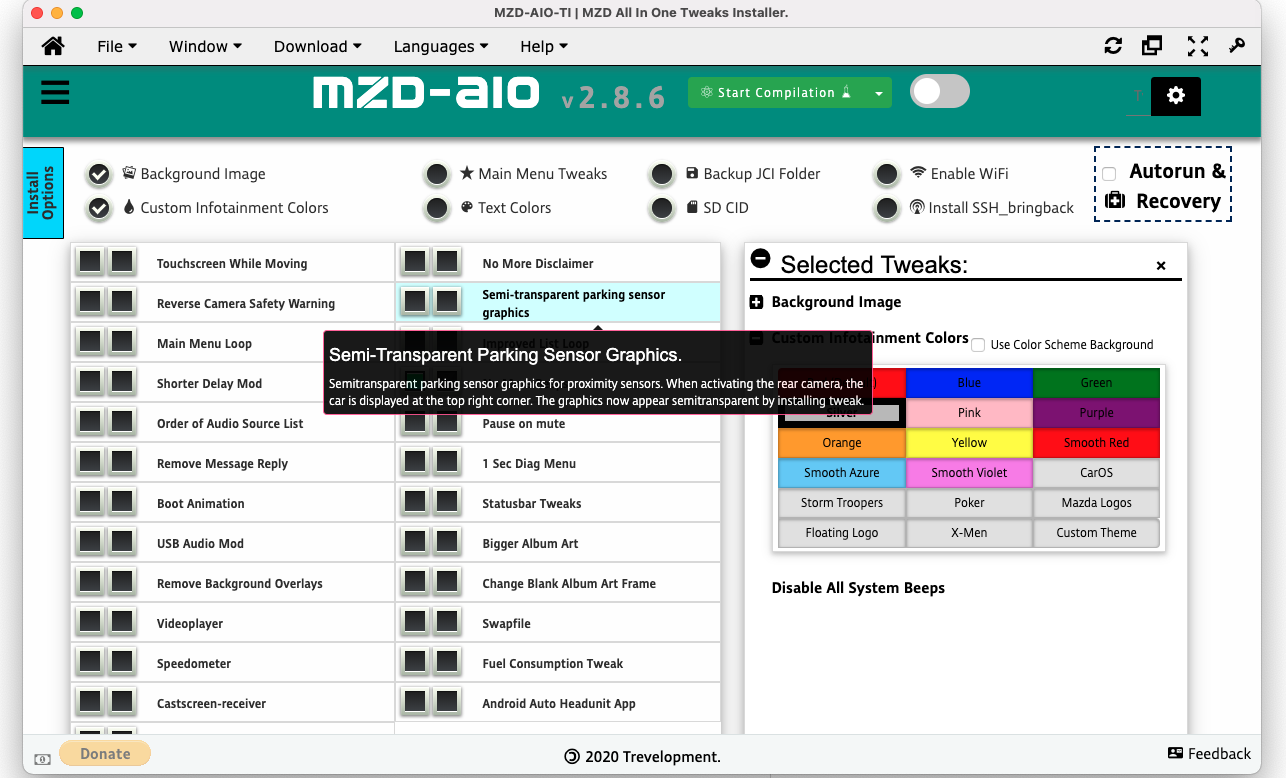 MZD-AIO-TI | MZD All In One Tweaks Installer.
File Window Download Languages Help
MZD-AIO v2.8.6 Start Compilation
T
Install Options
Background Image Main Menu Tweaks Backup JCI Folder Enable WiFi
Custom Infotainment Colors Text Colors SD CID Install SSH_bringback
Autorun &
Recovery
Touchscreen While Moving No More Disclaimer
Reverse Camera Safety Warning Semi-transparent parking sensor
graphics
Main Menu Loop Improved List Loop
Semi-Transparent Parking Sensor Graphics.
Semitransparent parking sensor graphics for proximity sensors. When activating the rear camera, the
car is displayed at the top right corner. The graphics now appear semitransparent by installing tweak.
Shorter Delay Mod
Order of Audio Source List Pause on mute
Remove Message Reply 1 Sec Diag Menu
Boot Animation Statusbar Tweaks
USB Audio Mod Bigger Album Art
Remove Background Overlays Change Blank Album Art Frame
Videoplayer Swapfile
Speedometer Fuel Consumption Tweak
Castscreen-receiver Android Auto Headunit App
Selected Tweaks: ×
Background Image
Custom Infotainment Colors Use Color Scheme Background
Blue Green
Silver Pink Purple
Orange Yellow Smooth Red
Smooth Azure Smooth Violet CarOS
Storm Troopers Poker Mazda Logos
Floating Logo X-Men Custom Theme
Disable All System Beeps
Donate
2020 Trevelopment.
Feedback